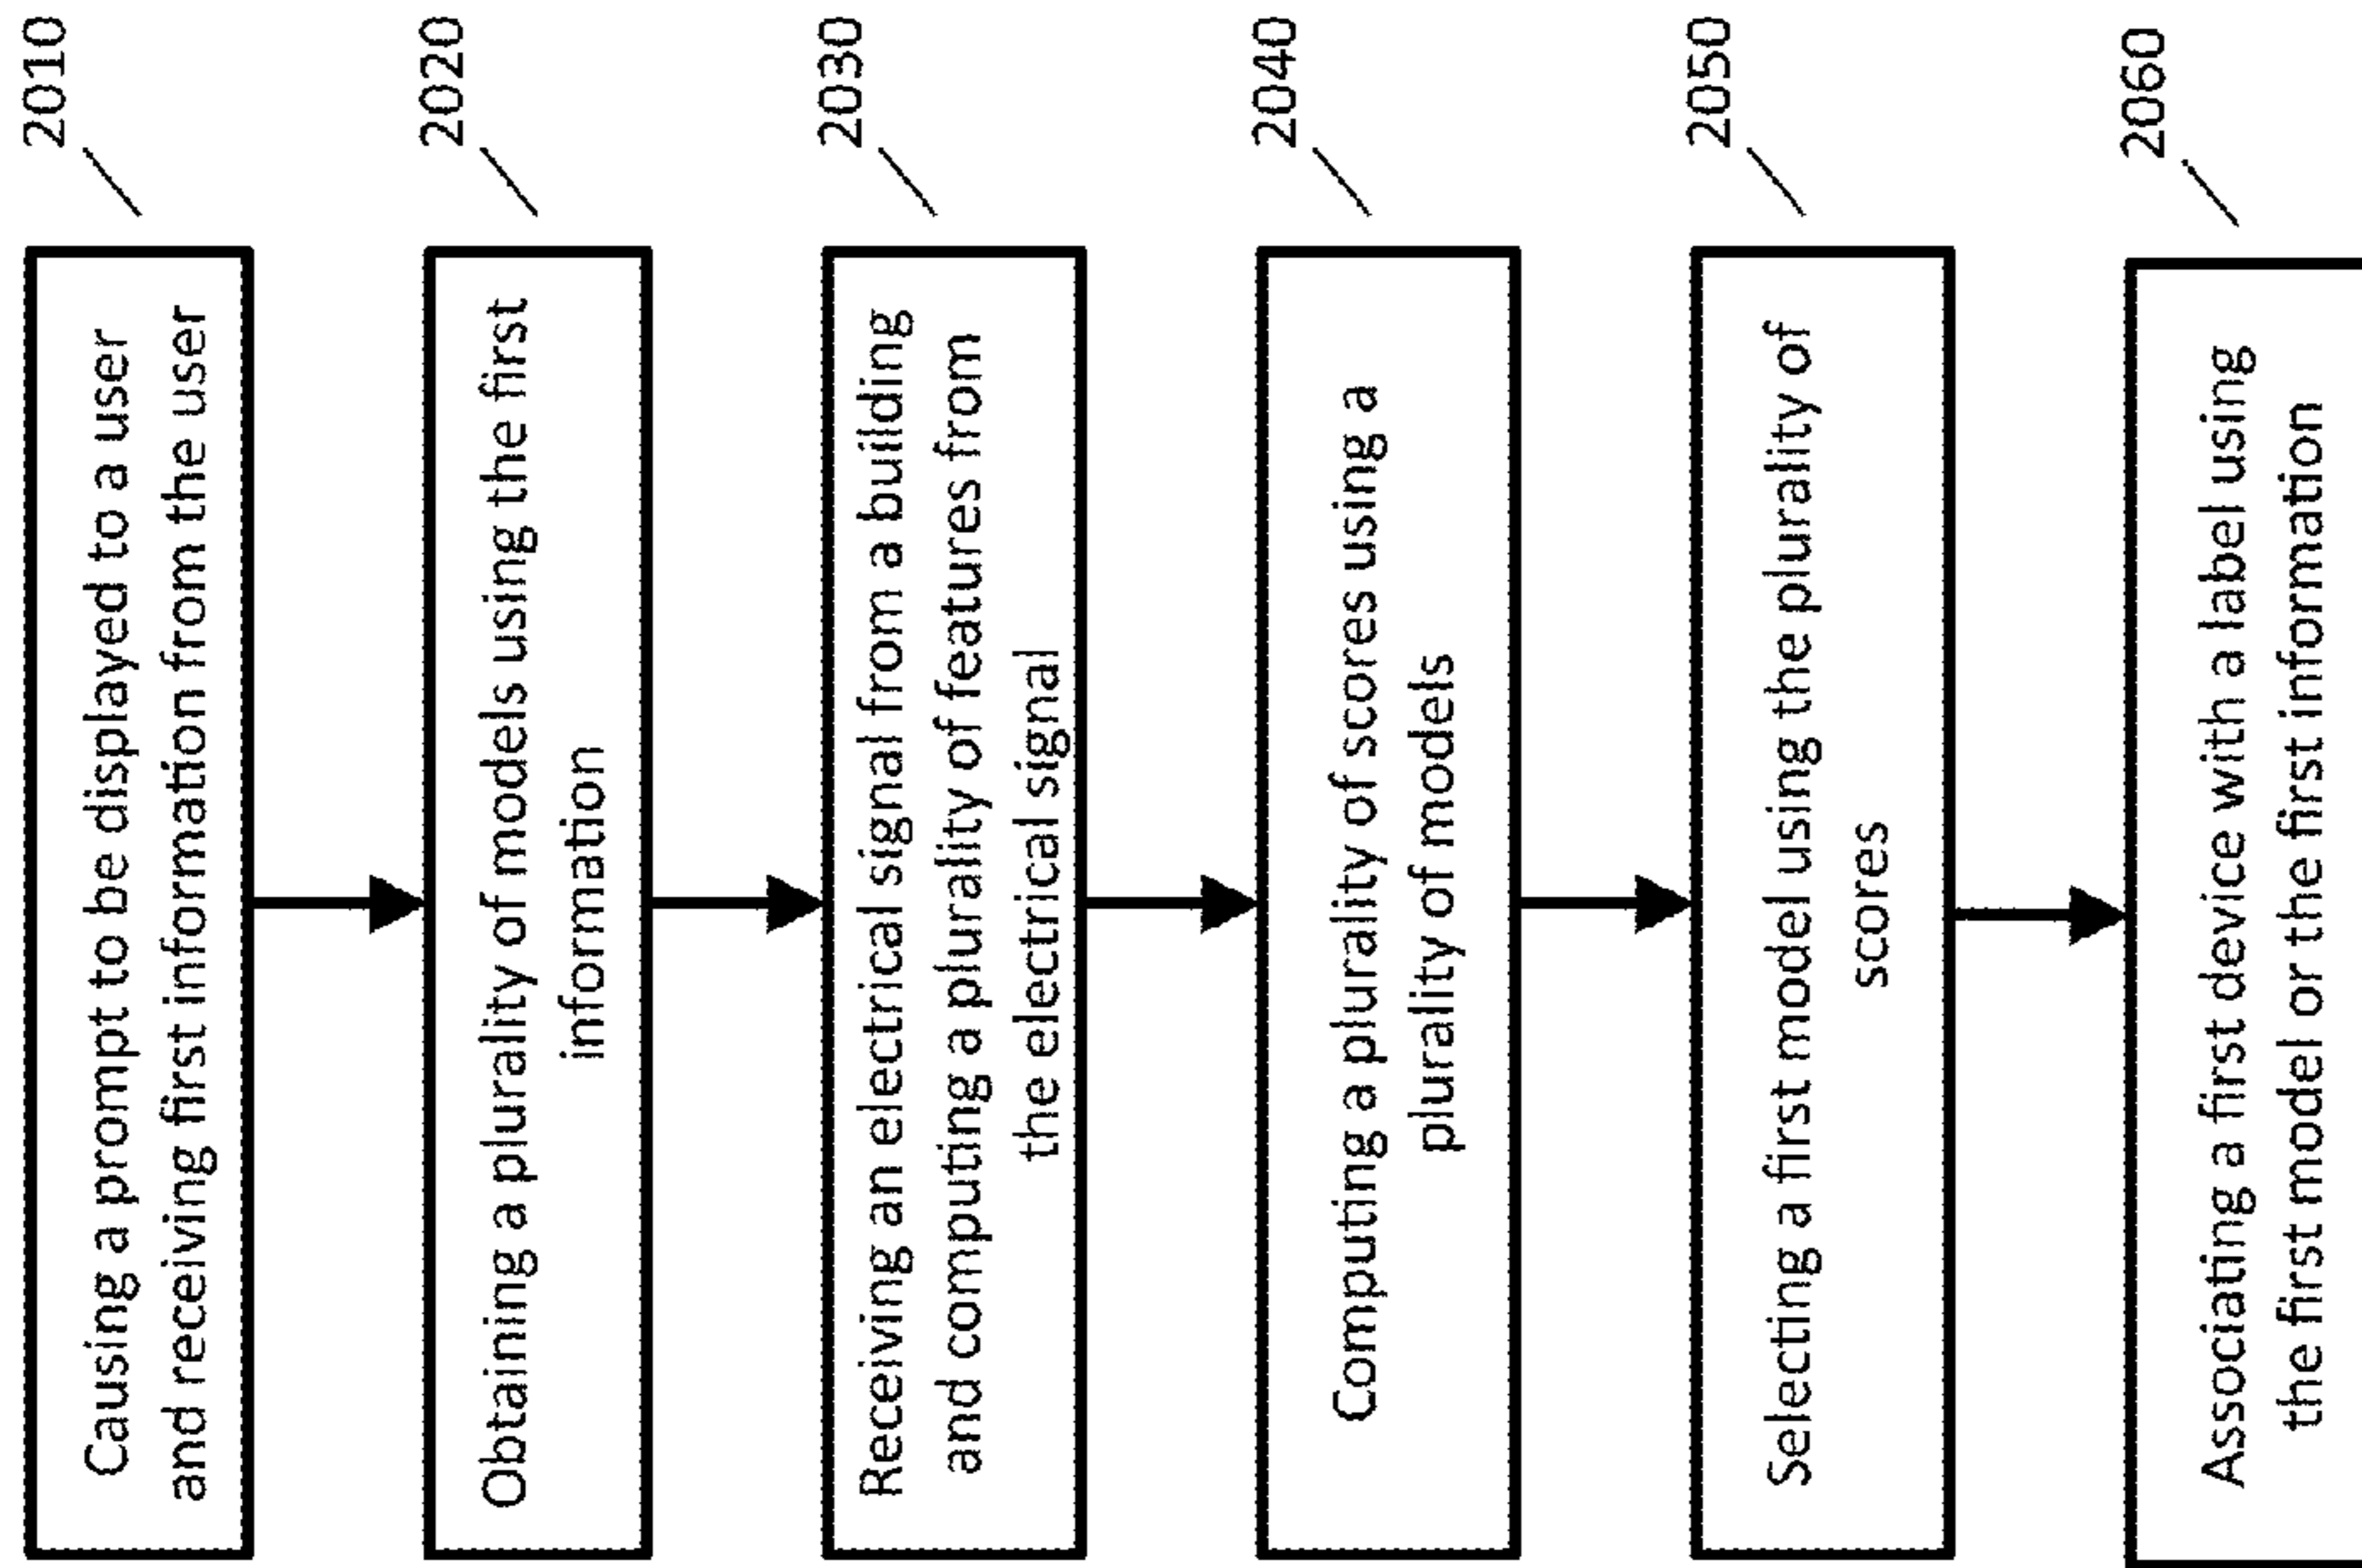 2010
Causing a prompt to be displayed to a user
and receiving first information from the user
2020
Obtaining a plurality of models using the first
information
2030
Receiving an electrical signal from a building
and computing a plurality of features from
the electrical signal
2040
Computing a plurality of scores using a
plurality of models
2050
Selecting a first model using the plurality of
scores
2060
Associating a first device with a label using
the first model or the first information